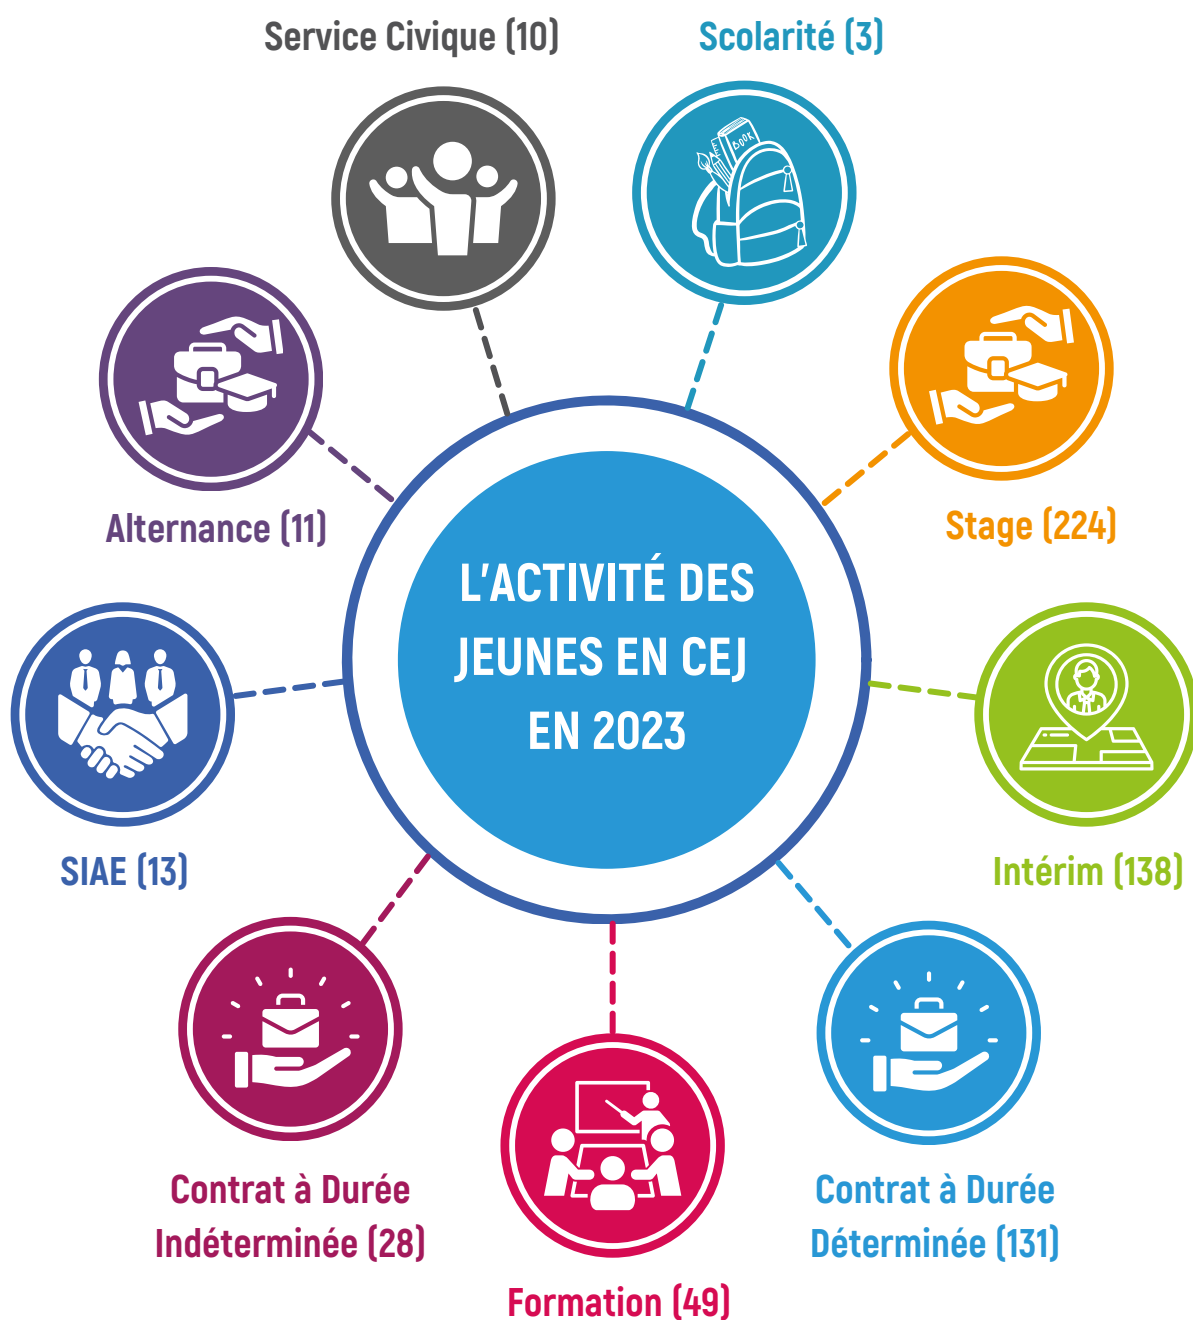 Service Civique (10)
Scolarité (3)
BOOK
Alternance (11)
Stage (224)
L'ACTIVITÉ DES
JEUNES EN CEJ
EN 2023
SIAE (13)
Intérim (138)
Contrat à Durée
Indéterminée (28)
Contrat à Durée
Déterminée (131)
Formation (49)